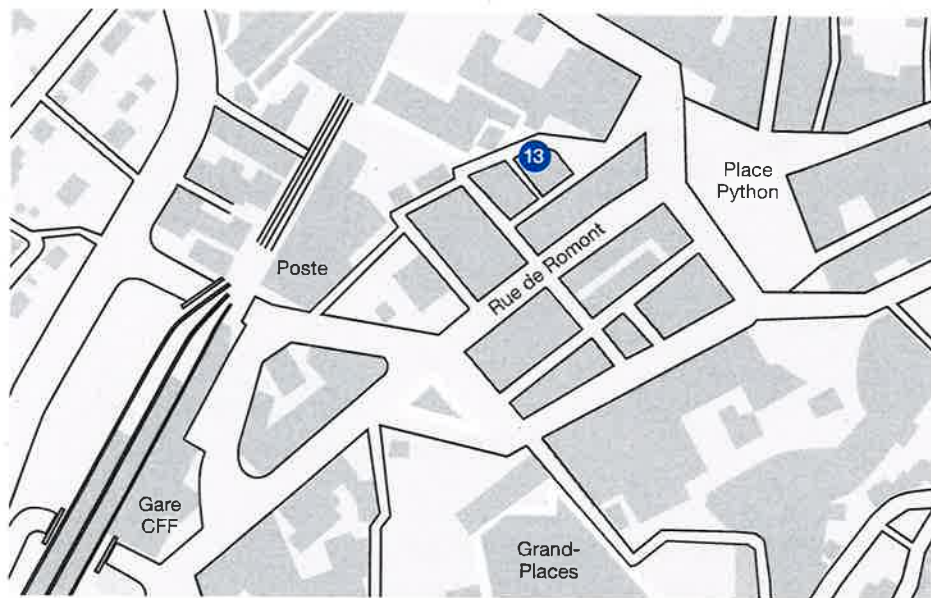 13
Place
Python
Rue de Romont
Poste
Gare
CFF
Grand-
Places